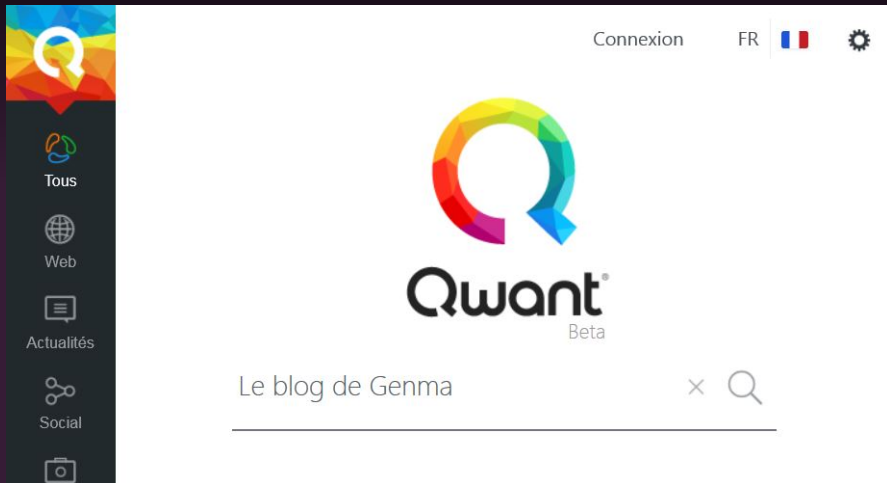 Connexion FR
Tous
Web
Actualités
Social
Qwant®
Beta
Le blog de Genma